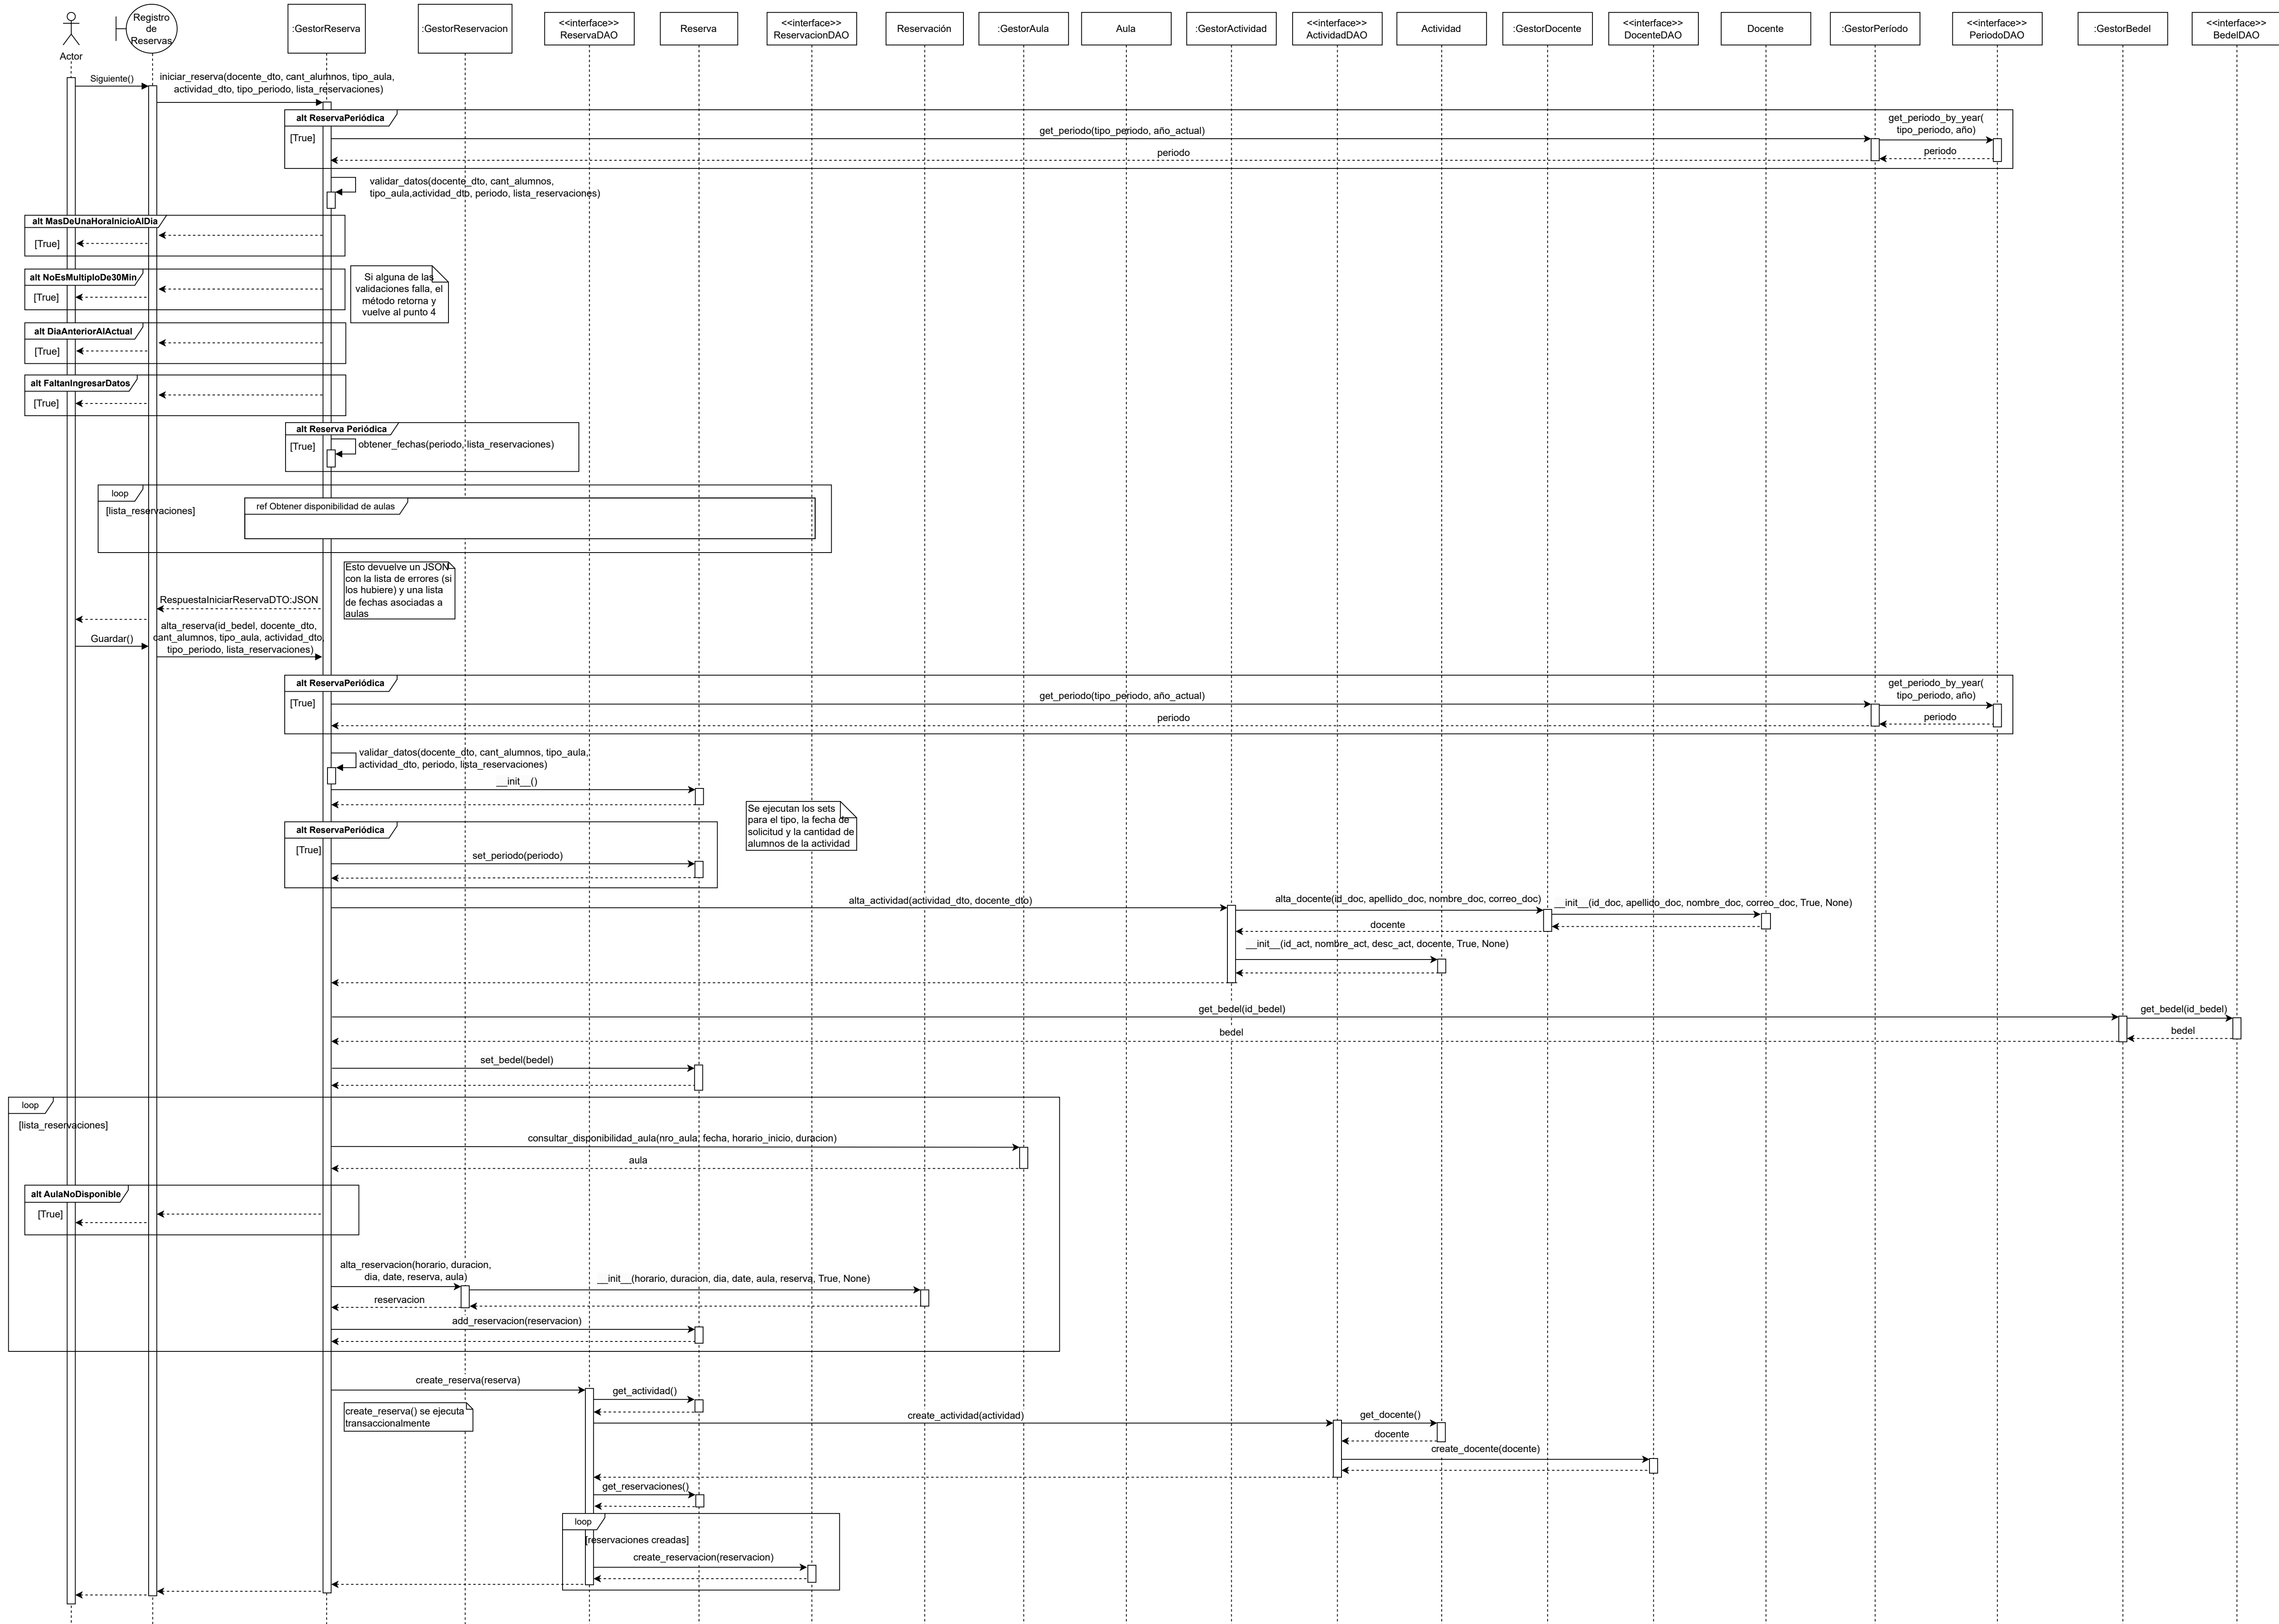 Actor
Registro
de
Reservas
:GestorReserva
:GestorReservacion
<<interface>>
ReservaDAO
Reserva
<<interface>>
ReservacionDAO
Reservación
:GestorAula
Aula
:GestorActividad
<<interface>>
ActividadDAO
Actividad
:GestorDocente
<<interface>>
DocenteDAO
Docente
:GestorPeríodo
<<interface>>
PeriodoDAO
:GestorBedel
<<interface>>
BedelDAO
Siguiente()
iniciar_reserva(docente_dto, cant_alumnos, tipo_aula,
actividad_dto, tipo_periodo, lista_reservaciones)
alt ReservaPeriódica
[True]
get_periodo(tipo_periodo, año_actual)
get_periodo_by_year(
tipo_periodo, año)
periodo
periodo
validar_datos(docente_dto, cant_alumnos,
tipo_aula,actividad_dto, periodo, lista_reservaciones)
alt MasDeUnaHoraInicioAlDia
[True]
alt NoEsMultiploDe30Min
[True]
Si alguna de las
validaciones falla, el
método retorna y
vuelve al punto 4
alt DiaAnteriorAlActual
[True]
alt FaltanIngresarDatos
[True]
alt Reserva Periódica
[True]
obtener_fechas(periodo, lista_reservaciones)
loop
[lista_reservaciones]
ref Obtener disponibilidad de aulas
Esto devuelve un JSON
con la lista de errores (si
los hubiere) y una lista
de fechas asociadas a
aulas
RespuestaIniciarReservaDTO:JSON
Guardar()
alta_reserva(id_bedel, docente_dto,
cant_alumnos, tipo_aula, actividad_dto,
tipo_periodo, lista_reservaciones)
alt ReservaPeriódica
[True]
get_periodo(tipo_periodo, año_actual)
get_periodo_by_year(
tipo_periodo, año)
periodo
periodo
validar_datos(docente_dto, cant_alumnos, tipo_aula,
actividad_dto, periodo, lista_reservaciones)
__init__()
Se ejecutan los sets
para el tipo, la fecha de
solicitud y la cantidad de
alumnos de la actividad
alt ReservaPeriódica
[True]
set_periodo(periodo)
alta_actividad(actividad_dto, docente_dto)
alta_docente(id_doc, apellido_doc, nombre_doc, correo_doc)
__init__(id_doc, apellido_doc, nombre_doc, correo_doc, True, None)
docente
__init__(id_act, nombre_act, desc_act, docente, True, None)
get_bedel(id_bedel)
get_bedel(id_bedel)
bedel
bedel
set_bedel(bedel)
loop
[lista_reservaciones]
consultar_disponibilidad_aula(nro_aula, fecha, horario_inicio, duracion)
aula
alt AulaNoDisponible
[True]
alta_reservacion(horario, duracion,
dia, date, reserva, aula)
__init__(horario, duracion, dia, date, aula, reserva, True, None)
reservacion
add_reservacion(reservacion)
create_reserva(reserva)
get_actividad()
create_reserva() se ejecuta
transaccionalmente
create_actividad(actividad)
get_docente()
docente
create_docente(docente)
get_reservaciones()
loop
[reservaciones creadas]
create_reservacion(reservacion)